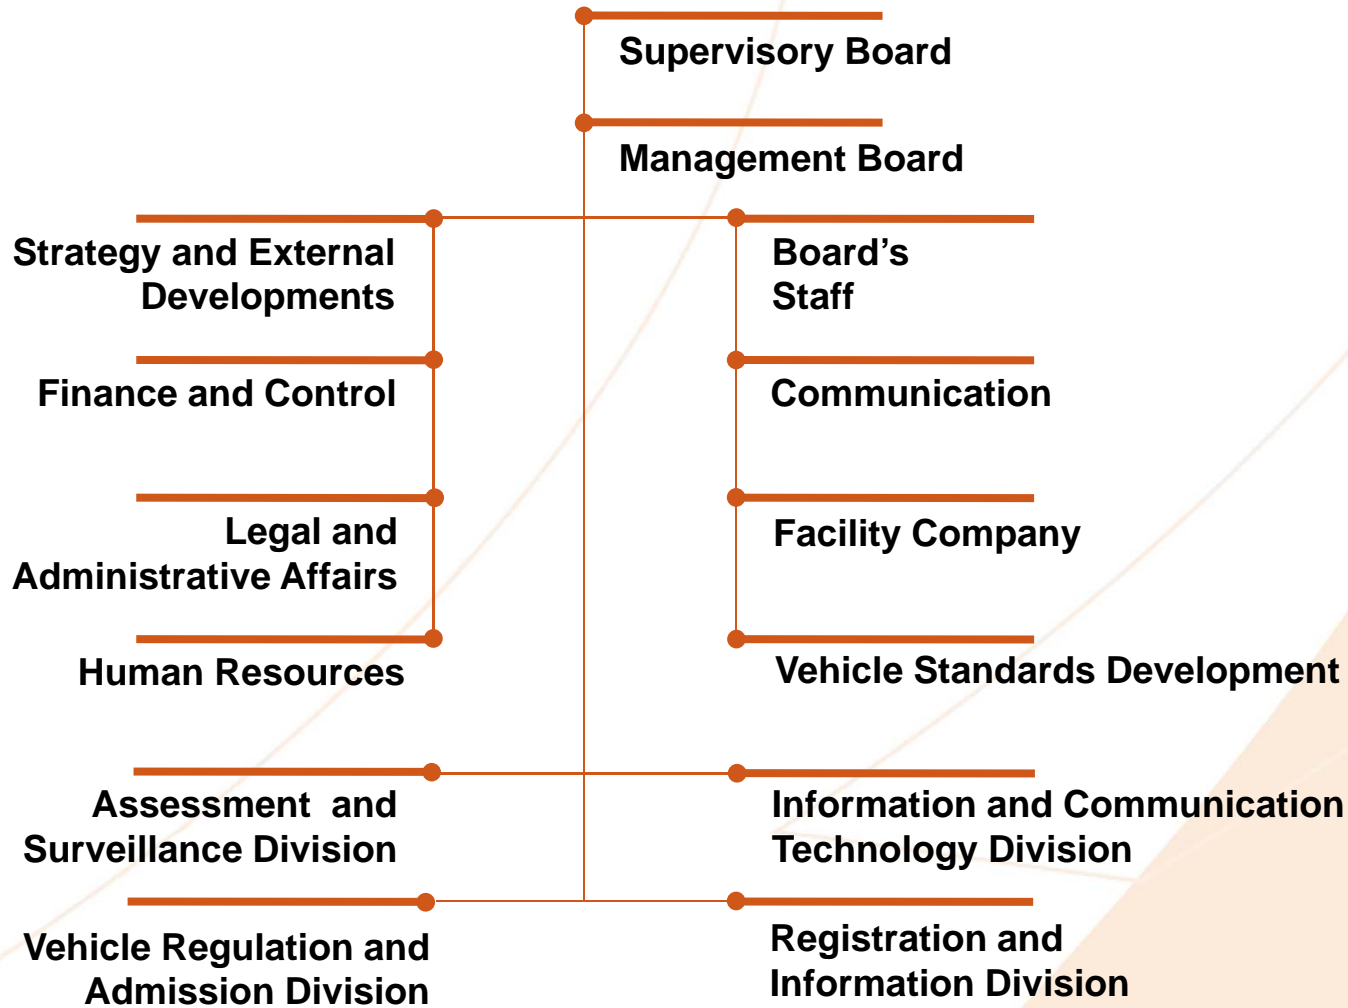 Supervisory Board
Management Board
Strategy and External
Developments
Board’s
Staff
Finance and Control
Communication
Legal and
Administrative Affairs
Facility Company
Human Resources
Vehicle Standards Development
Assessment and
Surveillance Division
Information and Communication
Technology Division
Vehicle Regulation and
Admission Division
Registration and
Information Division